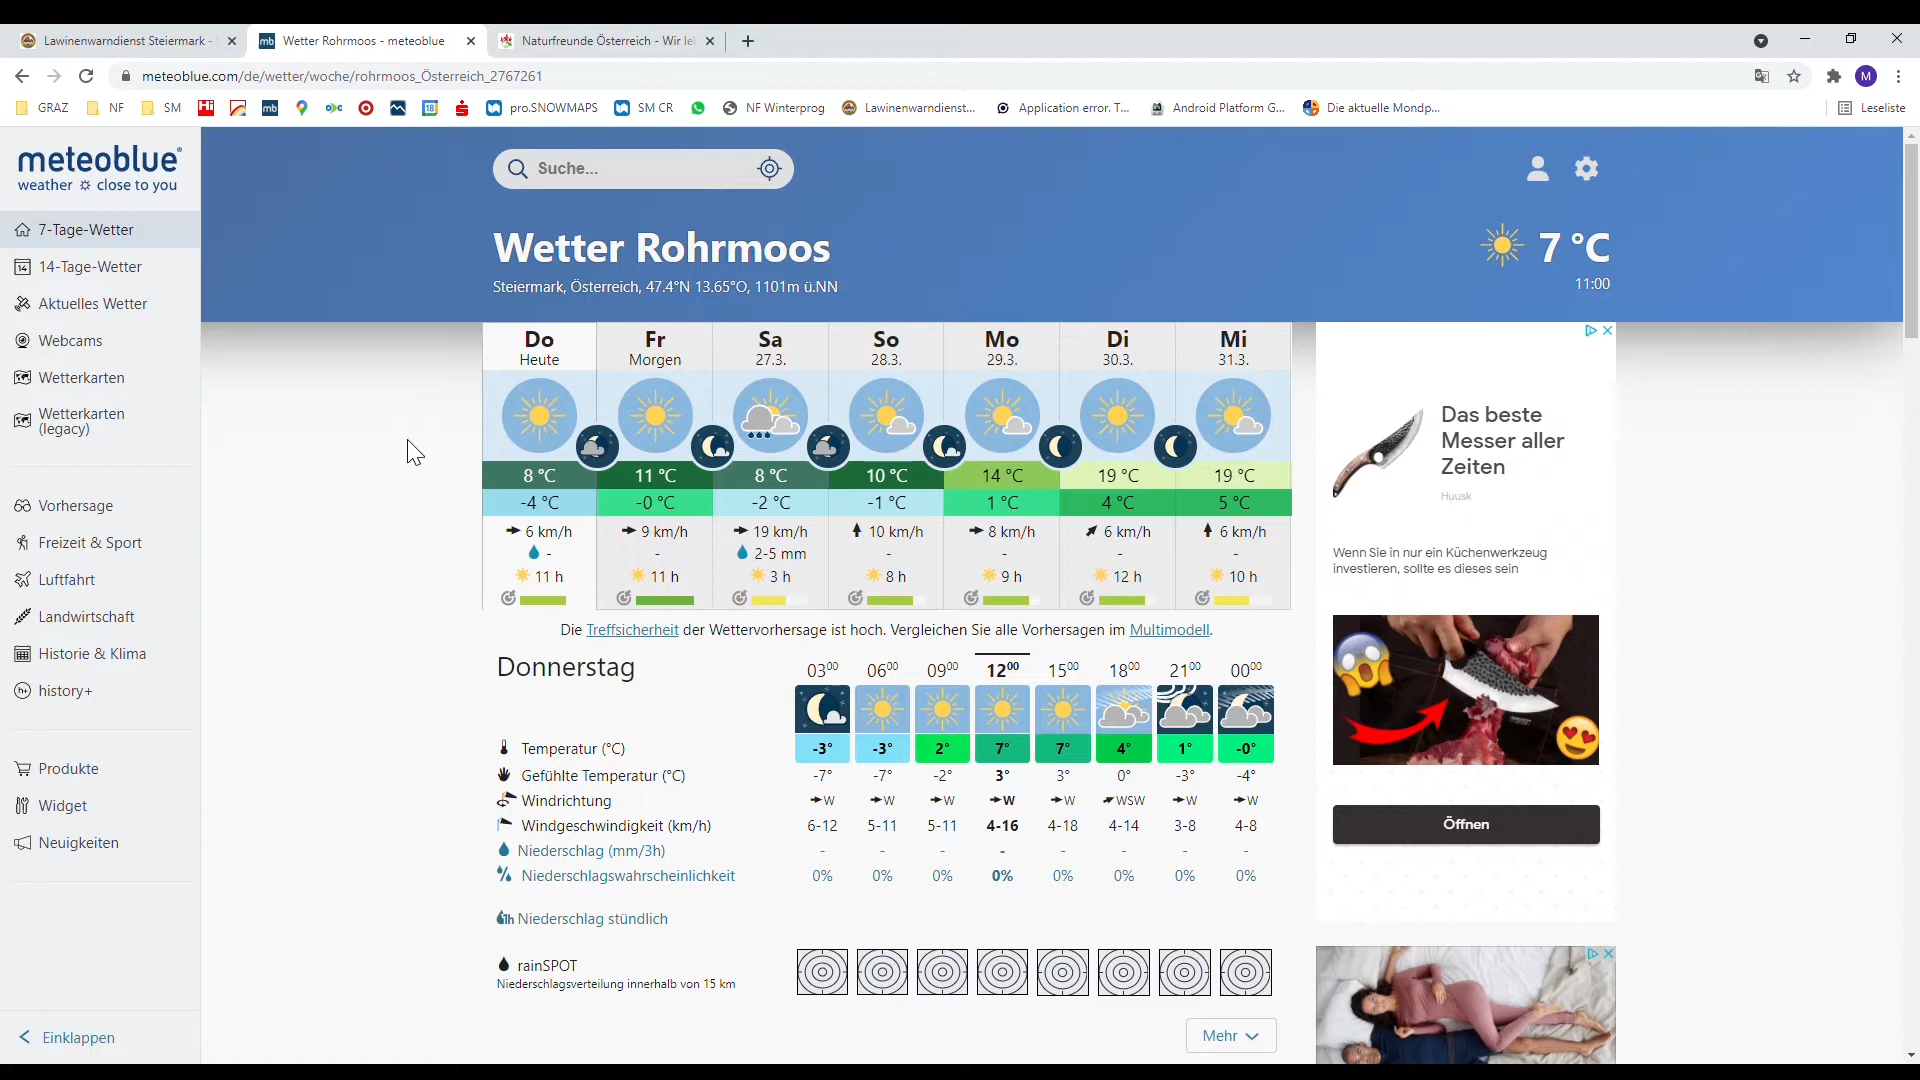 Lawinenwarndienst Steiermark -
Wetter Rohrmoos - meteoblue
Naturfreunde Österreich - Wir le
meteoblue.com/de/wetter/woche/rohrmoos_Österreich_2767261
M
GRAZ
NF
SM
pro.SNOWMAPS
SM CR
NF Winterprog
Lawinenwarndienst...
Application error. T...
Android Platform G...
Die aktuelle Mondp...
Leseliste
meteoblue®
weather close to you
Suche...
7-Tage-Wetter
14-Tage-Wetter
Aktuelles Wetter
Webcams
Wetterkarten
Wetterkarten
(legacy)
Vorhersage
Freizeit & Sport
Luftfahrt
Landwirtschaft
Historie & Klima
history+
Produkte
Widget
Neuigkeiten
Einklappen
Wetter Rohrmoos
Steiermark, Österreich, 47.4°N 13.65°O, 1101m ü.NN
7 °C
11:00
Do Fr Sa So Mo Di Mi
Heute Morgen 27.3. 28.3. 29.3. 30.3. 31.3.
8 °C 11 °C 8 °C 10 °C 14 °C 19 °C 19 °C
-4 °C -0 °C -2 °C -1 °C 1 °C 4 °C 5 °C
6 km/h 9 km/h 19 km/h 10 km/h 8 km/h 6 km/h 6 km/h
- - 2-5 mm - - - -
11 h 11 h 3 h 8 h 9 h 12 h 10 h
Die Treffsicherheit der Wettervorhersage ist hoch. Vergleichen Sie alle Vorhersagen im Multimodell.
Donnerstag 03⁰⁰ 06⁰⁰ 09⁰⁰ 12⁰⁰ 15⁰⁰ 18⁰⁰ 21⁰⁰ 00⁰⁰
Temperatur (°C) -3° -3° 2° 7° 7° 4° 1° -0°
Gefühlte Temperatur (°C) -7° -7° -2° 3° 3° 0° -3° -4°
Windrichtung W W W W W WSW W W
Windgeschwindigkeit (km/h) 6-12 5-11 5-11 4-16 4-18 4-14 3-8 4-8
Niederschlag (mm/3h) - - - - - - - -
Niederschlagswahrscheinlichkeit 0% 0% 0% 0% 0% 0% 0% 0%
1h Niederschlag stündlich
rainSPOT
Niederschlagsverteilung innerhalb von 15 km
Mehr
Das beste
Messer aller
Zeiten
Huusk
Wenn Sie in nur ein Küchenwerkzeug
investieren, sollte es dieses sein
Öffnen